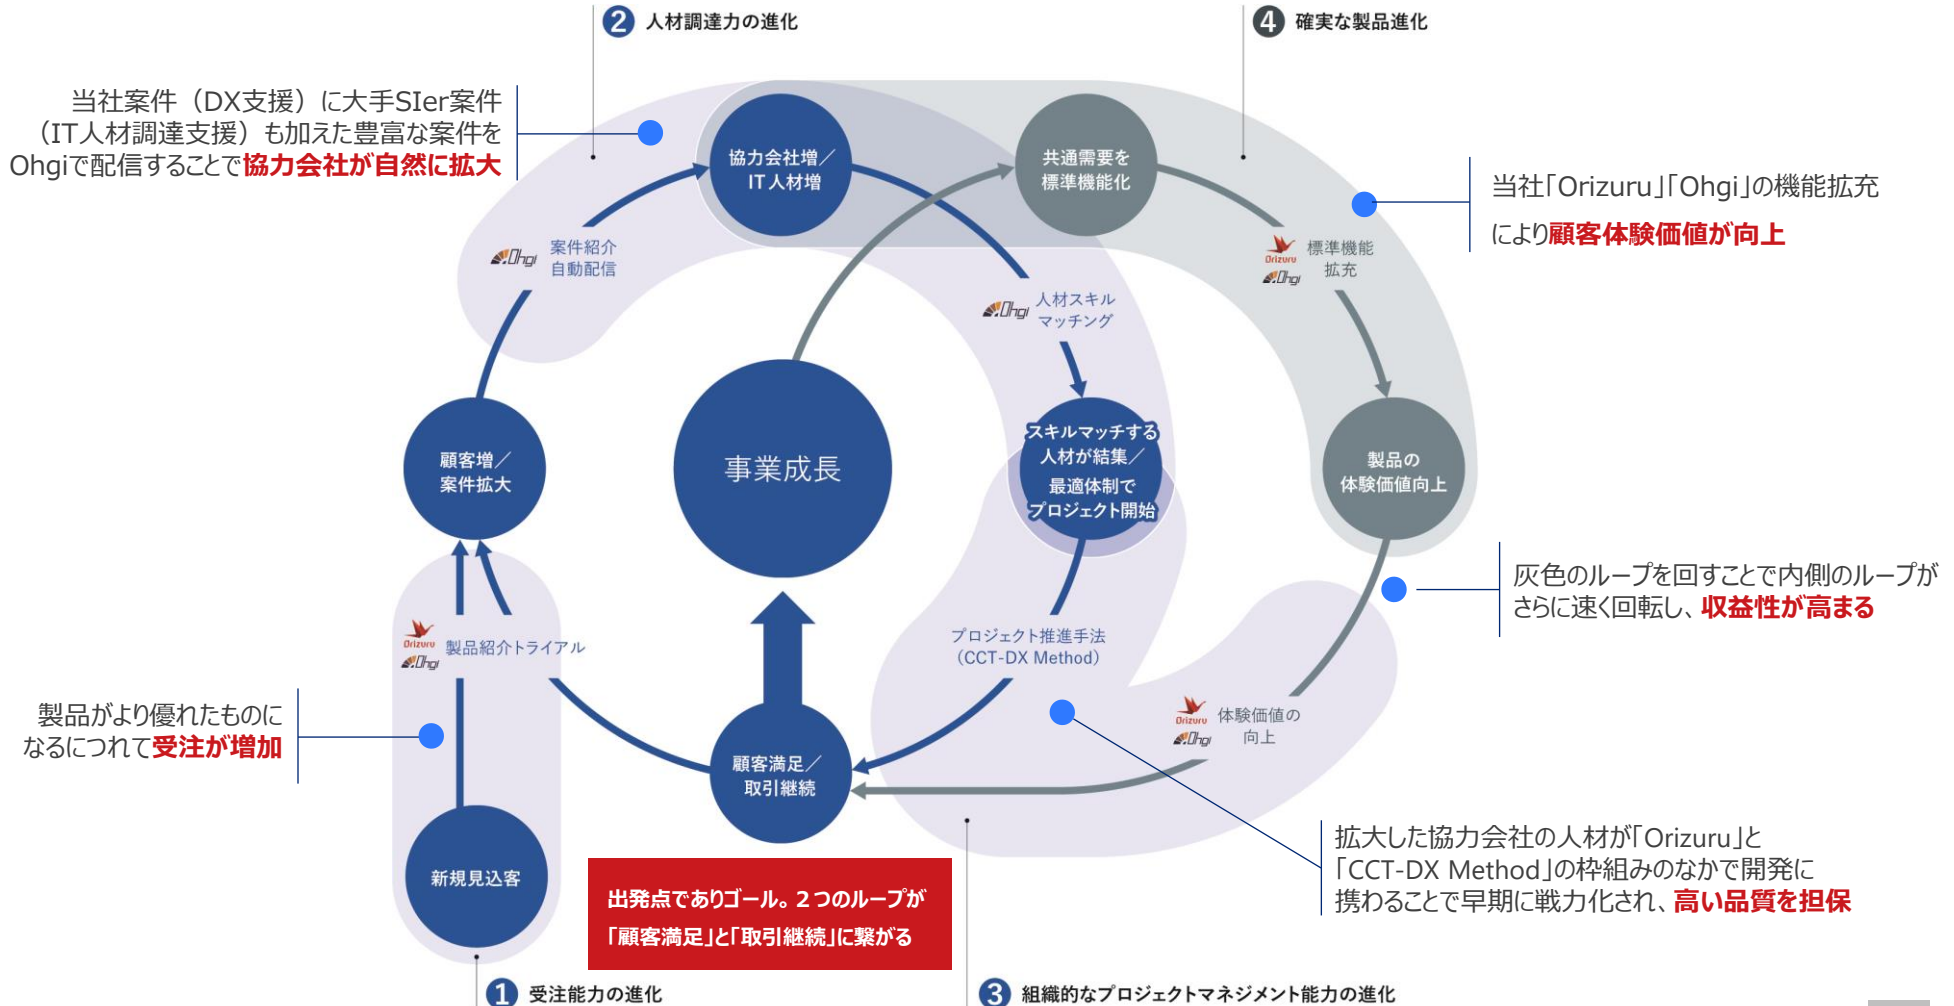 2 人材調達力の進化
4 確実な製品進化
当社案件（DX支援）に大手SIer案件
（IT人材調達支援）も加えた豊富な案件を
Ohgiで配信することで協力会社が自然に拡大
協力会社増／
IT人材増
共通需要を
標準機能化
当社「Orizuru」「Ohgi」の機能拡充
により顧客体験価値が向上
Ohgi
案件紹介
自動配信
Orizuru
Ohgi
標準機能
拡充
Ohgi
人材スキル
マッチング
顧客増／
案件拡大
事業成長
スキルマッチする
人材が結集／
最適体制で
プロジェクト開始
製品の
体験価値向上
灰色のループを回すことで内側のループが
さらに速く回転し、収益性が高まる
Orizuru
Ohgi
製品紹介トライアル
プロジェクト推進手法
（CCT-DX Method）
製品がより優れたものに
なるにつれて受注が増加
Orizuru
Ohgi
体験価値の
向上
顧客満足／
取引継続
新規見込客
拡大した協力会社の人材が「Orizuru」と
「CCT-DX Method」の枠組みのなかで開発に
携わることで早期に戦力化され、高い品質を担保
出発点でありゴール。２つのループが
「顧客満足」と「取引継続」に繋がる
1 受注能力の進化
3 組織的なプロジェクトマネジメント能力の進化